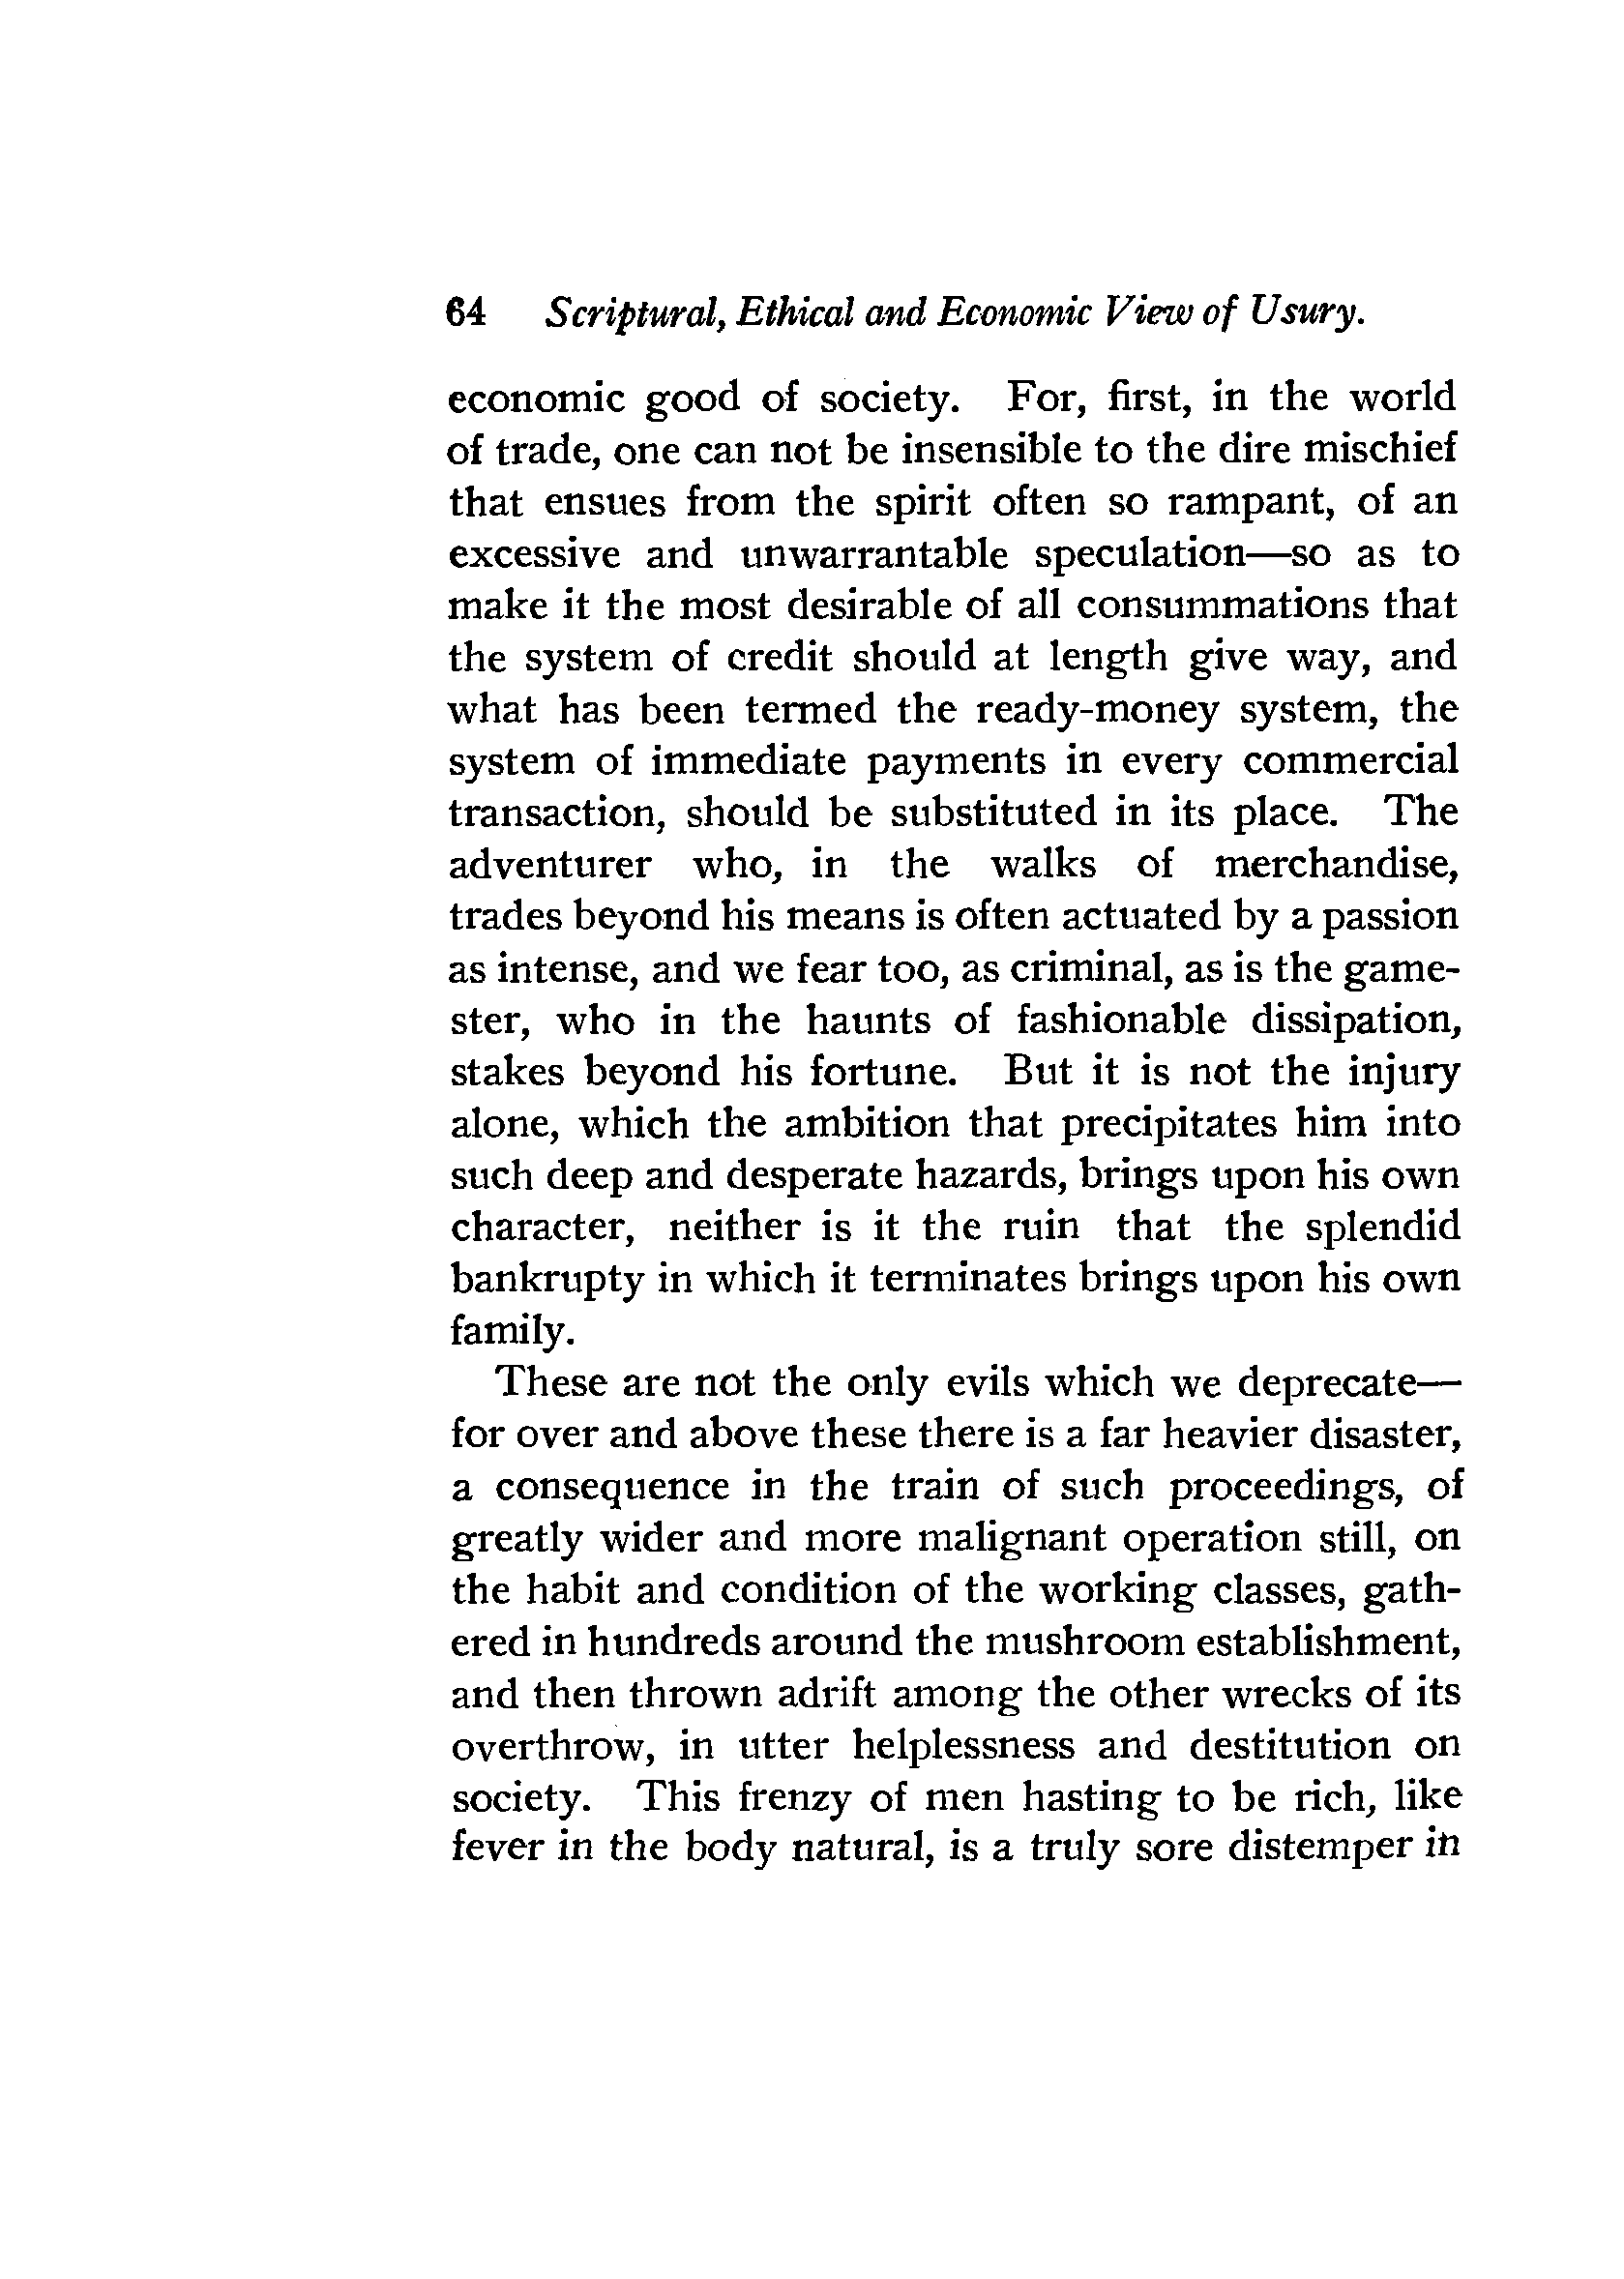 64 Scriptural, Ethical and Economic View of Usury.
economic good of society. For, first, in the world
of trade, one can not be insensible to the dire mischief
that ensues from the spirit often so rampant, of an
excessive and unwarrantable speculation—so as to
make it the most desirable of all consummations that
the system of credit should at length give way, and
what has been termed the ready-money system, the
system of immediate payments in every commercial
transaction, should be substituted in its place. The
adventurer who, in the walks of merchandise,
trades beyond his means is often actuated by a passion
as intense, and we fear too, as criminal, as is the game-
ster, who in the haunts of fashionable dissipation,
stakes beyond his fortune. But it is not the injury
alone, which the ambition that precipitates him into
such deep and desperate hazards, brings upon his own
character, neither is it the ruin that the splendid
bankrupty in which it terminates brings upon his own
family.
These are not the only evils which we deprecate—
for over and above these there is a far heavier disaster,
a consequence in the train of such proceedings, of
greatly wider and more malignant operation still, on
the habit and condition of the working classes, gath-
ered in hundreds around the mushroom establishment,
and then thrown adrift among the other wrecks of its
overthrow, in utter helplessness and destitution on
society. This frenzy of men hasting to be rich, like
fever in the body natural, is a truly sore distemper in